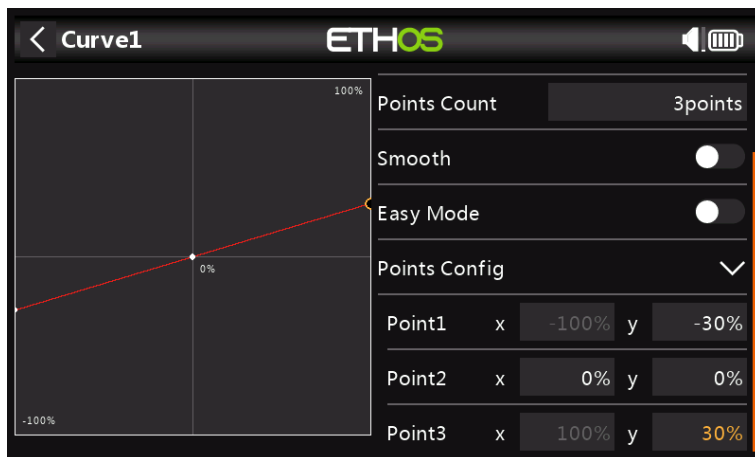 Curve1
ETHOS
100%
0%
-100%
Points Count 3points
Smooth
Easy Mode
Points Config
Point1 x -100% y -30%
Point2 x 0% y 0%
Point3 x 100% y 30%